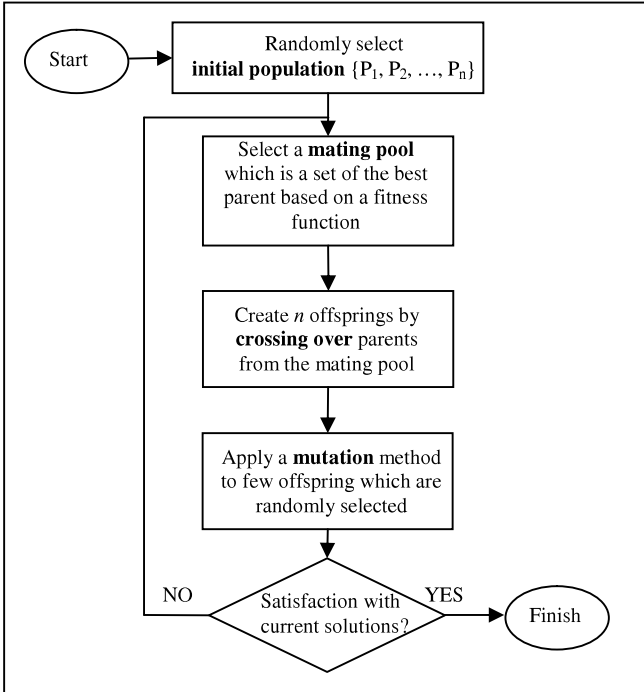 Start
Randomly select
initial population {P₁, P₂, …, Pₙ}
Select a mating pool
which is a set of the best
parent based on a fitness
function
Create n offsprings by
crossing over parents
from the mating pool
Apply a mutation method
to few offspring which are
randomly selected
NO
Satisfaction with
current solutions?
YES
Finish